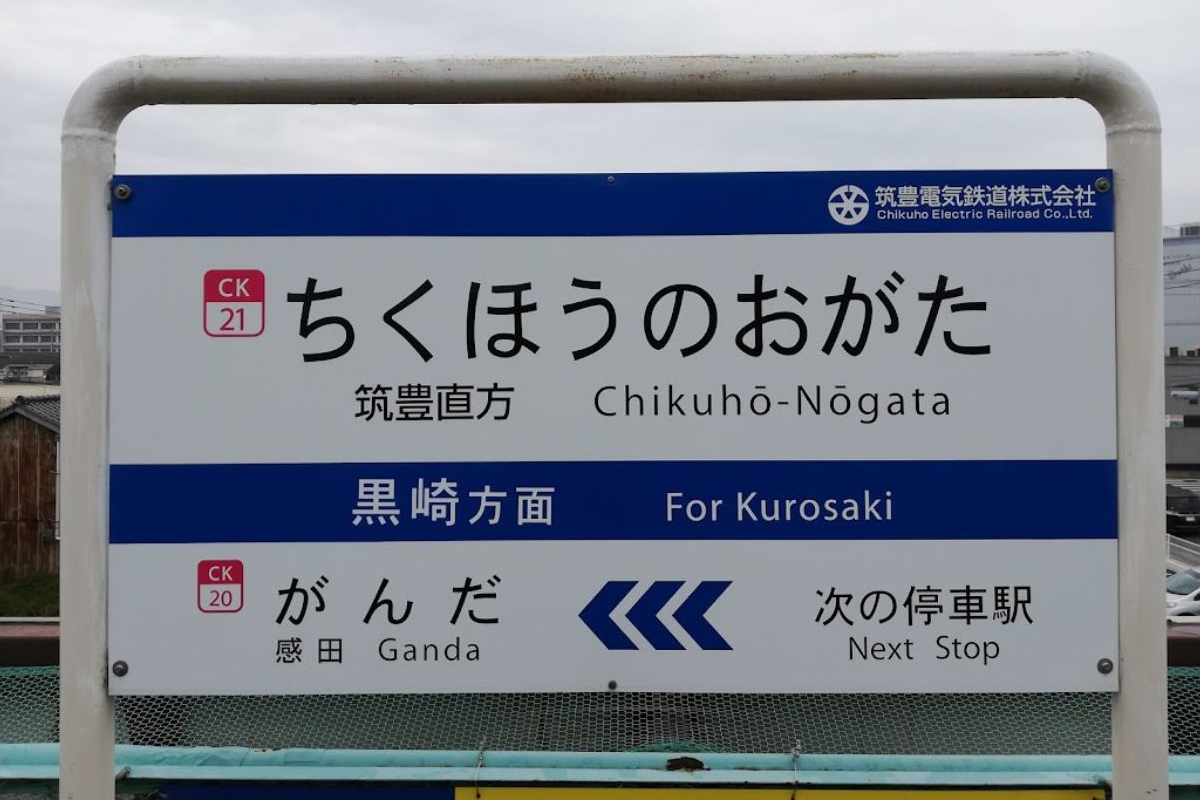 筑豊電気鉄道株式会社
Chikuho Electric Railroad Co.,Ltd.
CK
21
ちくほうのおがた
筑豊直方 Chikuhō-Nōgata
黒崎方面 For Kurosaki
CK
20
がんだ 次の停車駅
感田 Ganda Next Stop